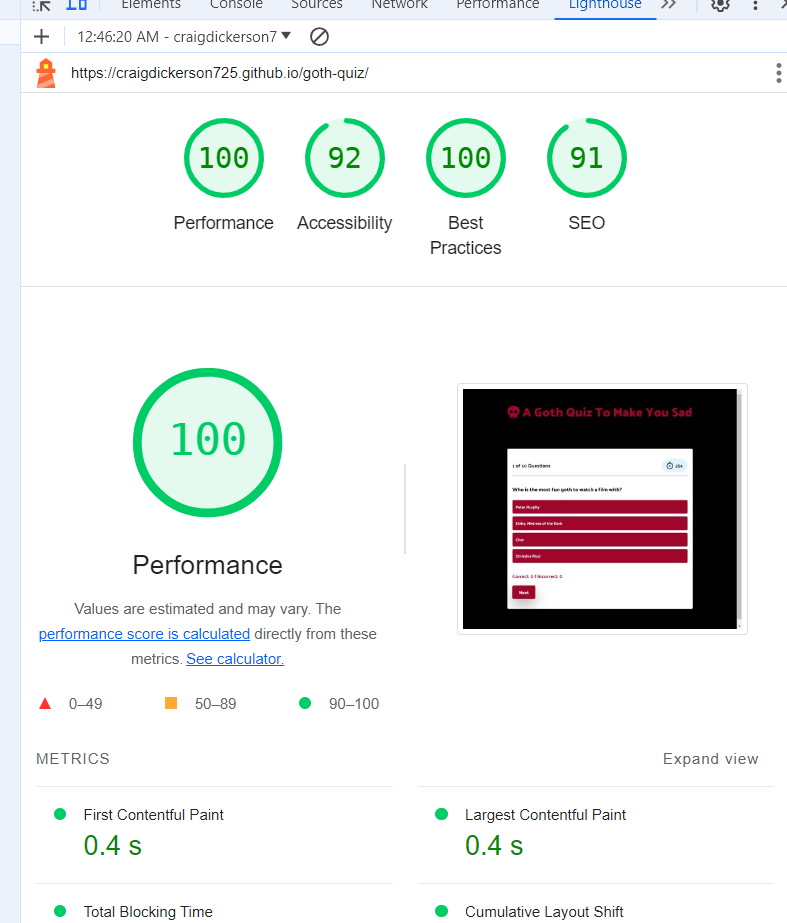 Elements Console Sources Network Performance Lighthouse
12:46:20 AM - craigdickerson7
https://craigdickerson725.github.io/goth-quiz/
100 92 100 91
Performance Accessibility Best Practices SEO
100
A Goth Quiz To Make You Sad
1 of 10 Questions 25s
Who is the most fun goth to watch a film with?
Peter Murphy
Elvira, Mistress of the Dark
Cher
Christina Ricci
Correct: 0 | Incorrect: 0
Next
Performance
Values are estimated and may vary. The
performance score is calculated directly from these
metrics. See calculator.
0–49 50–89 90–100
METRICS Expand view
First Contentful Paint Largest Contentful Paint
0.4 s 0.4 s
Total Blocking Time Cumulative Layout Shift